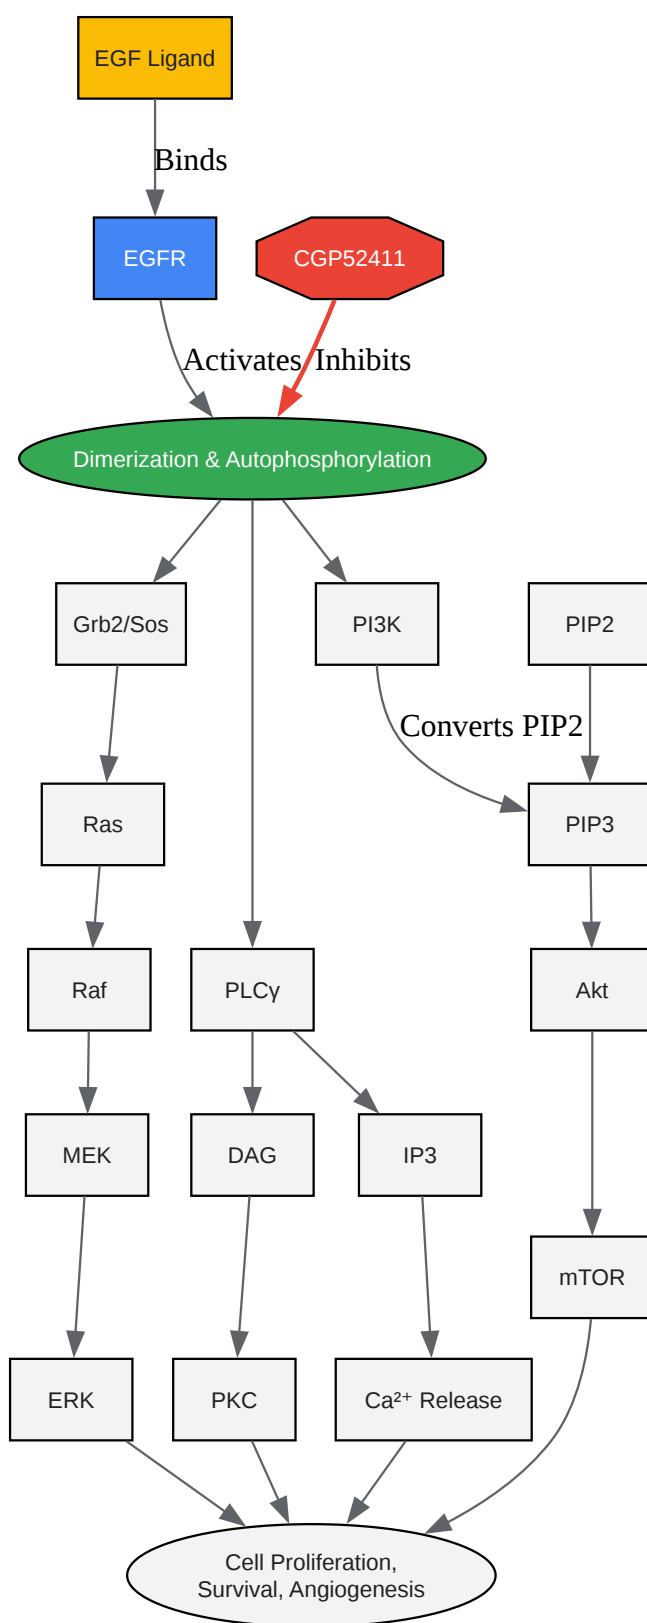 EGF Ligand
Binds
EGFR
CGP52411
Activates
Inhibits
Dimerization & Autophosphorylation
Grb2/Sos
PI3K
PIP2
Converts PIP2
Ras
PIP3
Raf
PLCγ
Akt
MEK
DAG
IP3
mTOR
ERK
PKC
Ca²⁺ Release
Cell Proliferation,
Survival, Angiogenesis